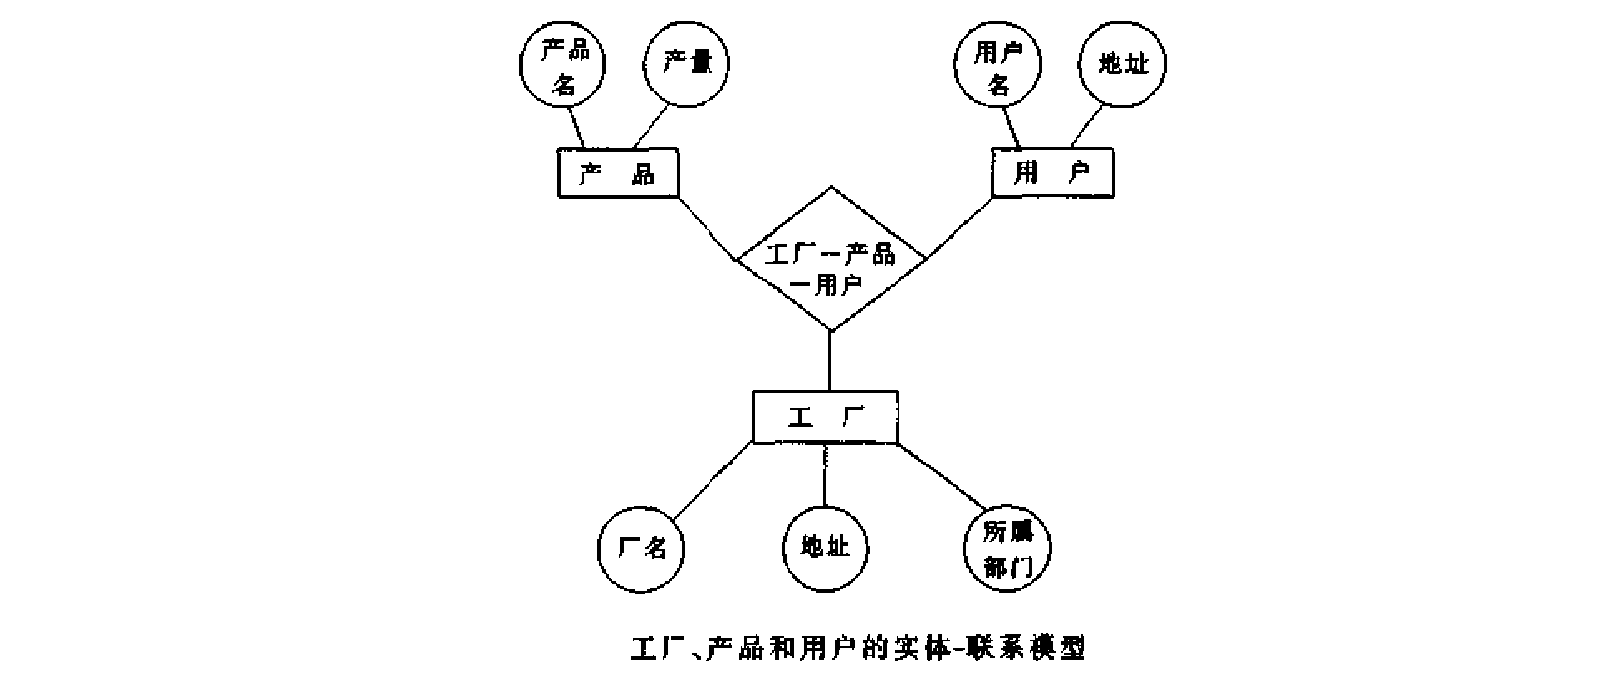 产品
名
产量
用户
名
地址
产 品
用 户
工厂—产品
—用户
工 厂
厂名
地址
所属
部门
工厂、产品和用户的实体-联系模型